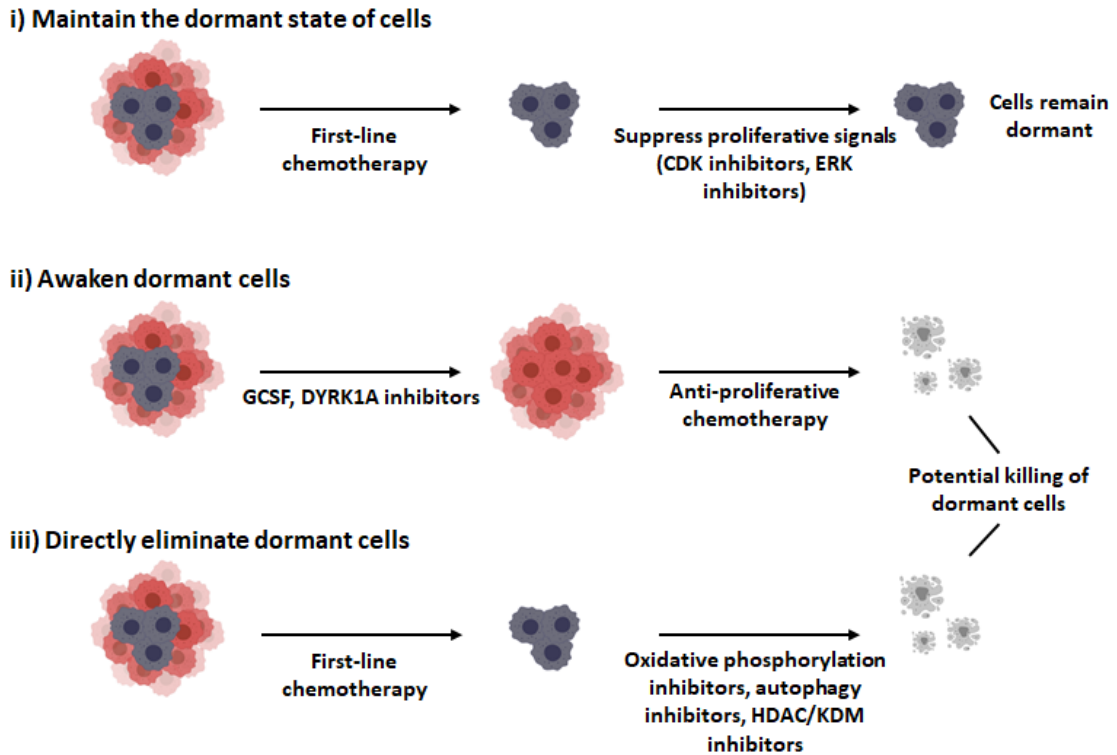 i) Maintain the dormant state of cells
First-line
chemotherapy
Suppress proliferative signals
(CDK inhibitors, ERK
inhibitors)
Cells remain
dormant
ii) Awaken dormant cells
GCSF, DYRK1A inhibitors
Anti-proliferative
chemotherapy
Potential killing of
dormant cells
iii) Directly eliminate dormant cells
First-line
chemotherapy
Oxidative phosphorylation
inhibitors, autophagy
inhibitors, HDAC/KDM
inhibitors